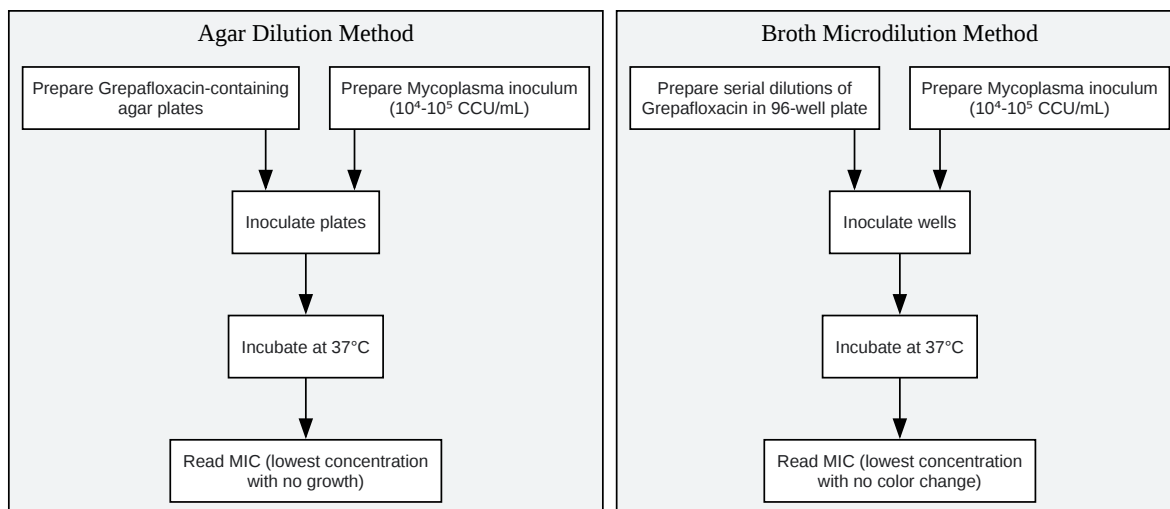 Agar Dilution Method
Prepare Grepafloxacin-containing
agar plates
Prepare Mycoplasma inoculum
(10⁴-10⁵ CCU/mL)
Inoculate plates
Incubate at 37°C
Read MIC (lowest concentration
with no growth)
Broth Microdilution Method
Prepare serial dilutions of
Grepafloxacin in 96-well plate
Prepare Mycoplasma inoculum
(10⁴-10⁵ CCU/mL)
Inoculate wells
Incubate at 37°C
Read MIC (lowest concentration
with no color change)